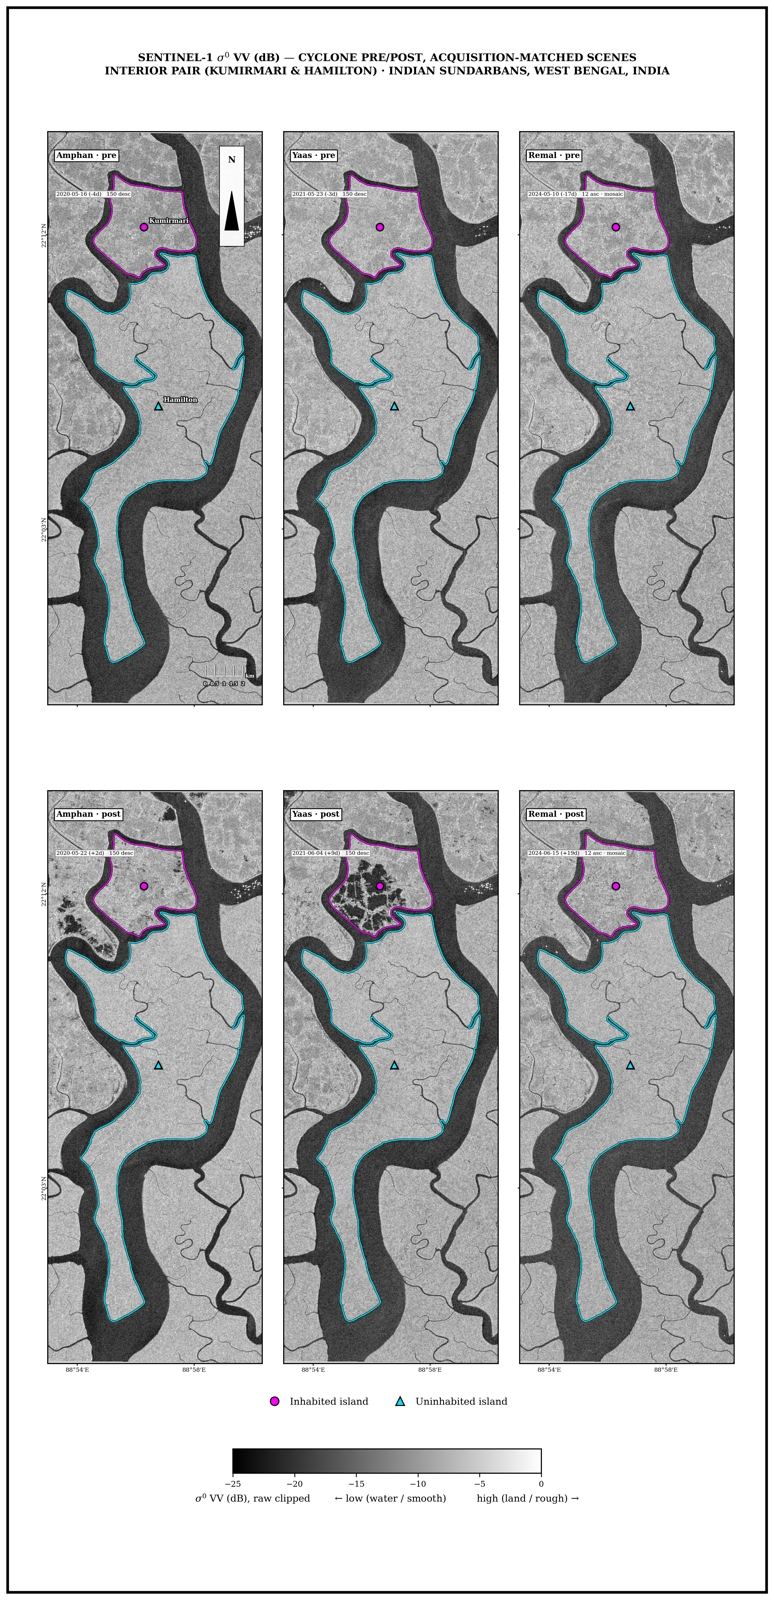 SENTINEL-1 σ⁰ VV (dB) — CYCLONE PRE/POST, ACQUISITION-MATCHED SCENES
INTERIOR PAIR (KUMIRMARI & HAMILTON) · INDIAN SUNDARBANS, WEST BENGAL, INDIA
Amphan · pre
2020-05-16 (-4d) 150 desc
N
Kumirmari
Hamilton
22°12'N
22°03'N
km
Yaas · pre
2021-05-23 (-3d) 150 desc
Remal · pre
2024-05-10 (-17d) 12 asc · mosaic
Amphan · post
2020-05-22 (+2d) 150 desc
22°12'N
22°03'N
88°54'E 88°58'E
Yaas · post
2021-06-04 (+9d) 150 desc
88°54'E 88°58'E
Remal · post
2024-06-15 (+19d) 12 asc · mosaic
88°54'E 88°58'E
Inhabited island Uninhabited island
−25 −20 −15 −10 −5 0
σ⁰ VV (dB), raw clipped ← low (water / smooth) high (land / rough) →